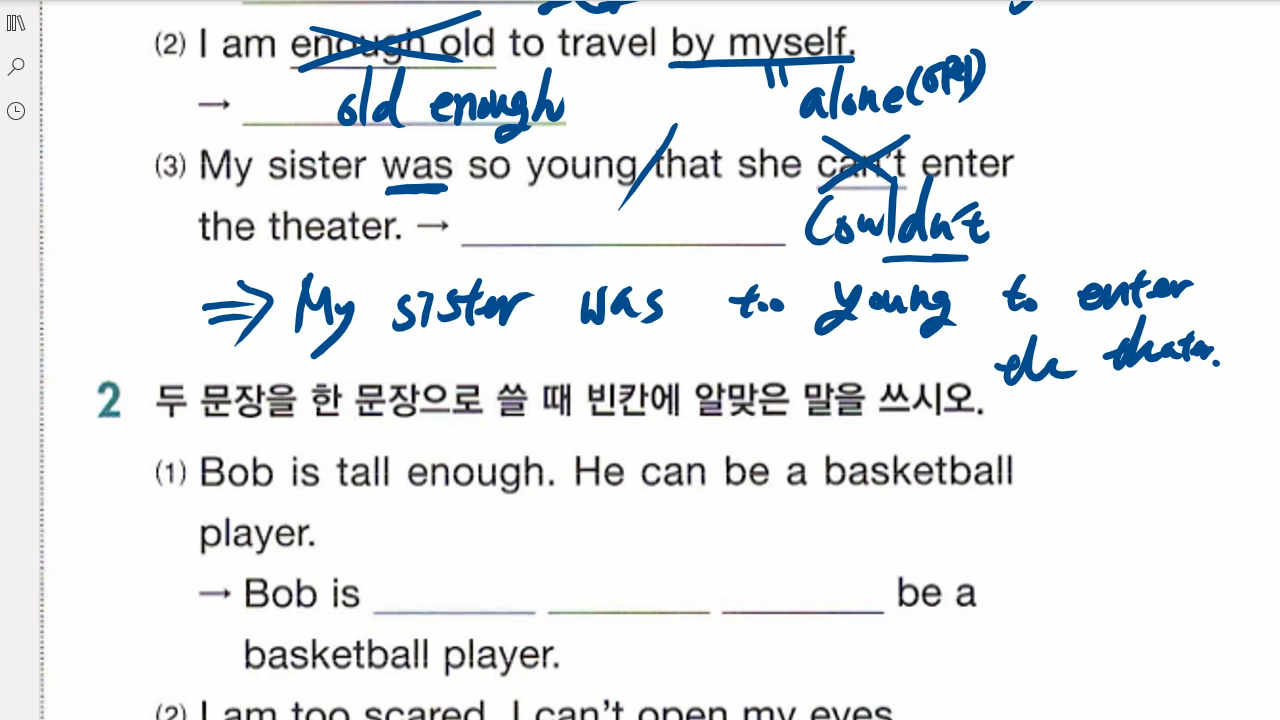 (2) I am enough old to travel by myself.
→ old enough
alone(혼자)
(3) My sister was so young that she can't enter
the theater. →
Couldn't
⇒ My sister was too young to enter
the theater.
2 두 문장을 한 문장으로 쓸 때 빈칸에 알맞은 말을 쓰시오.
(1) Bob is tall enough. He can be a basketball
player.
→ Bob is ____ ____ ____ be a
basketball player.
(2) I am too scared. I can't open my eyes.